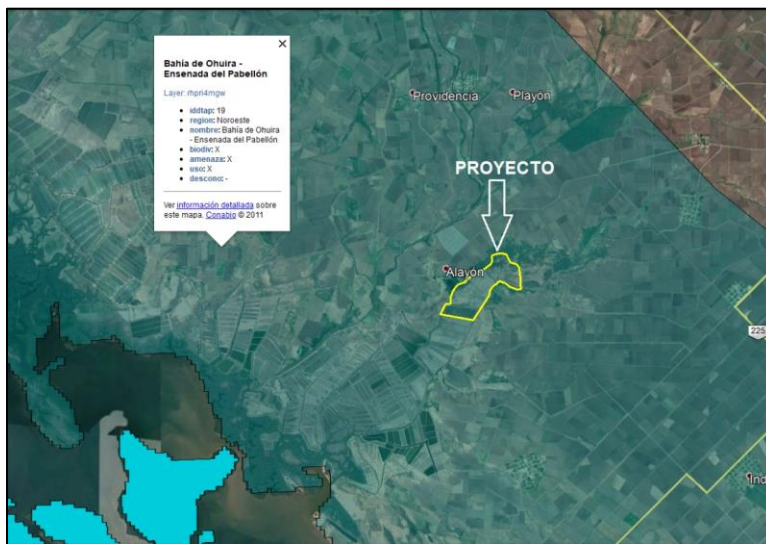 Bahía de Ohuira -
Ensenada del Pabellón
Layer: rhpri4mgw
iddtap: 19
region: Noroeste
nombre: Bahía de Ohuira
- Ensenada del Pabellón
biodiv: X
amenaza: X
uso: X
descono: -
Ver información detallada sobre
este mapa. Conabio © 2011
Providencia
Playón
PROYECTO
Alayón
225
Ind